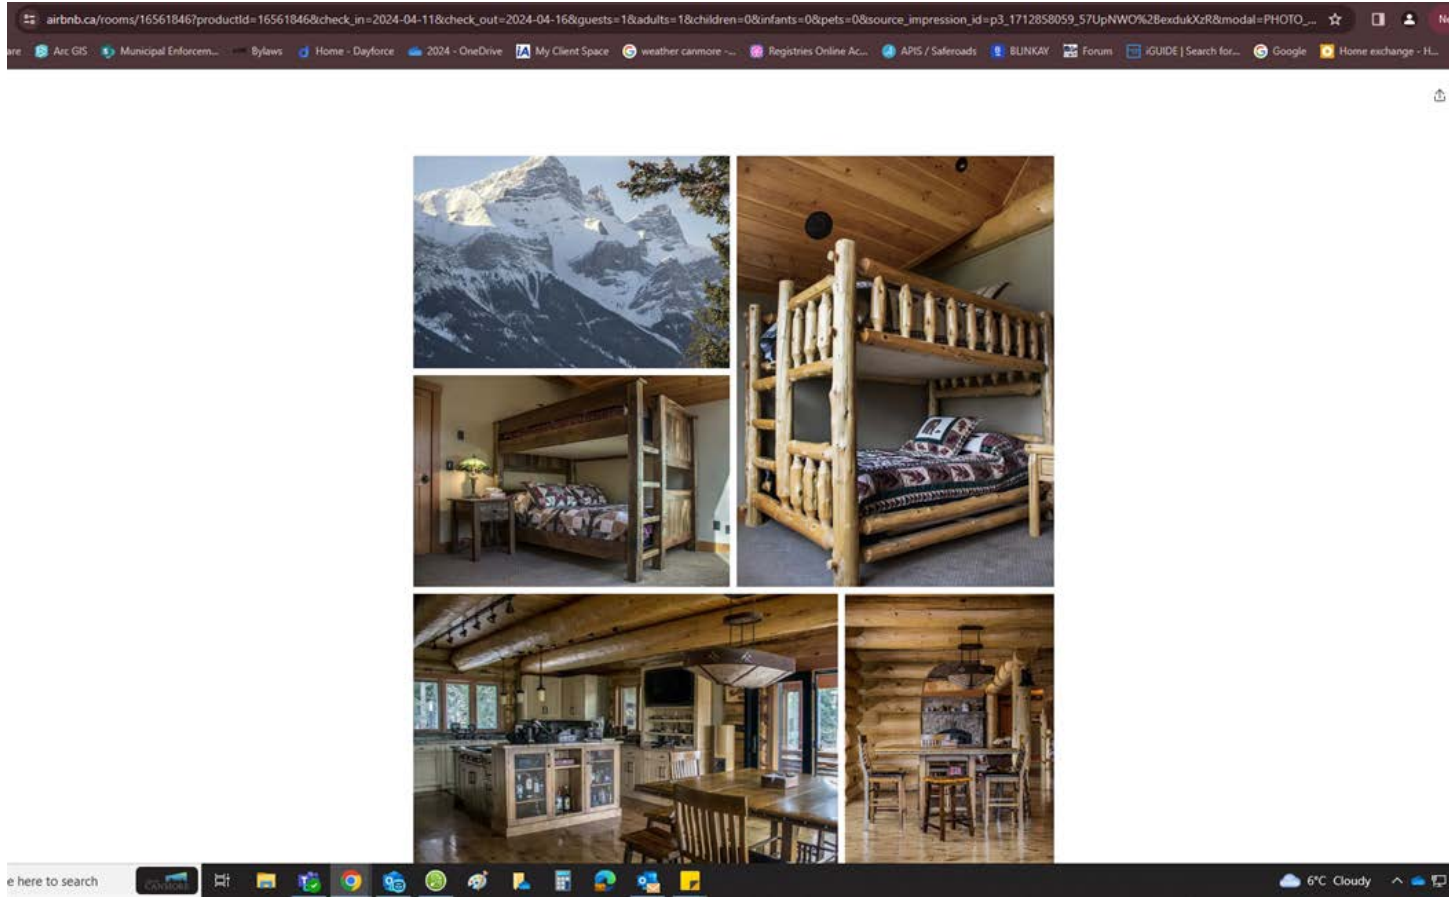 airbnb.ca/rooms/16561846?productId=16561846&check_in=2024-04-11&check_out=2024-04-16&guests=1&adults=1&children=0&infants=0&pets=0&source_impression_id=p3_1712858059_57UpNWO%2BexdukXzR&modal=PHOTO_...
are Arc GIS Municipal Enforcem... Bylaws Home - Dayforce 2024 - OneDrive iA My Client Space weather canmore -... Registries Online Ac... APIS / Saferoads BLINKAY Forum iGUIDE | Search for... Google Home exchange - H...
e here to search CANMORE 6°C Cloudy